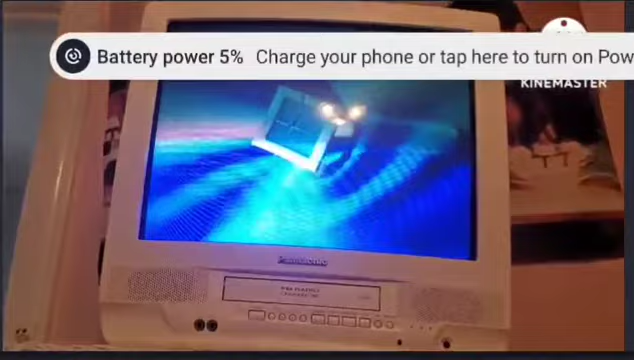 Battery power 5% Charge your phone or tap here to turn on Pow
KINEMASTER
Panasonic